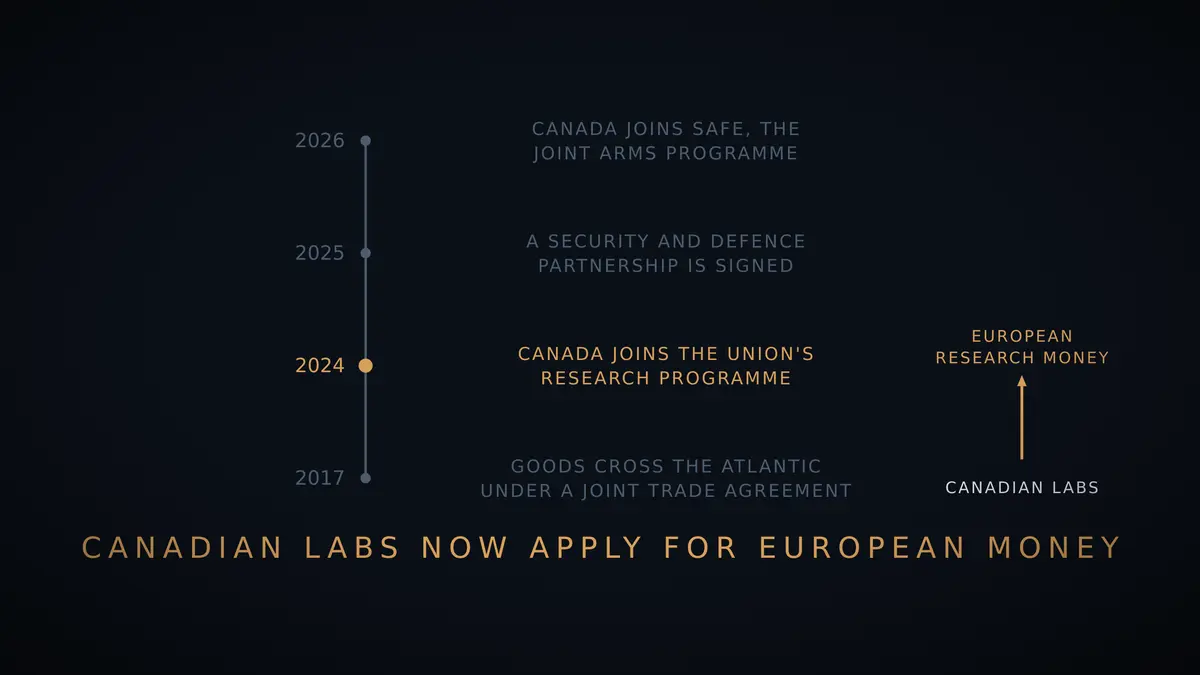 2026
CANADA JOINS SAFE, THE
JOINT ARMS PROGRAMME
2025
A SECURITY AND DEFENCE
PARTNERSHIP IS SIGNED
2024
CANADA JOINS THE UNION'S
RESEARCH PROGRAMME
EUROPEAN
RESEARCH MONEY
CANADIAN LABS
2017
GOODS CROSS THE ATLANTIC
UNDER A JOINT TRADE AGREEMENT
CANADIAN LABS NOW APPLY FOR EUROPEAN MONEY